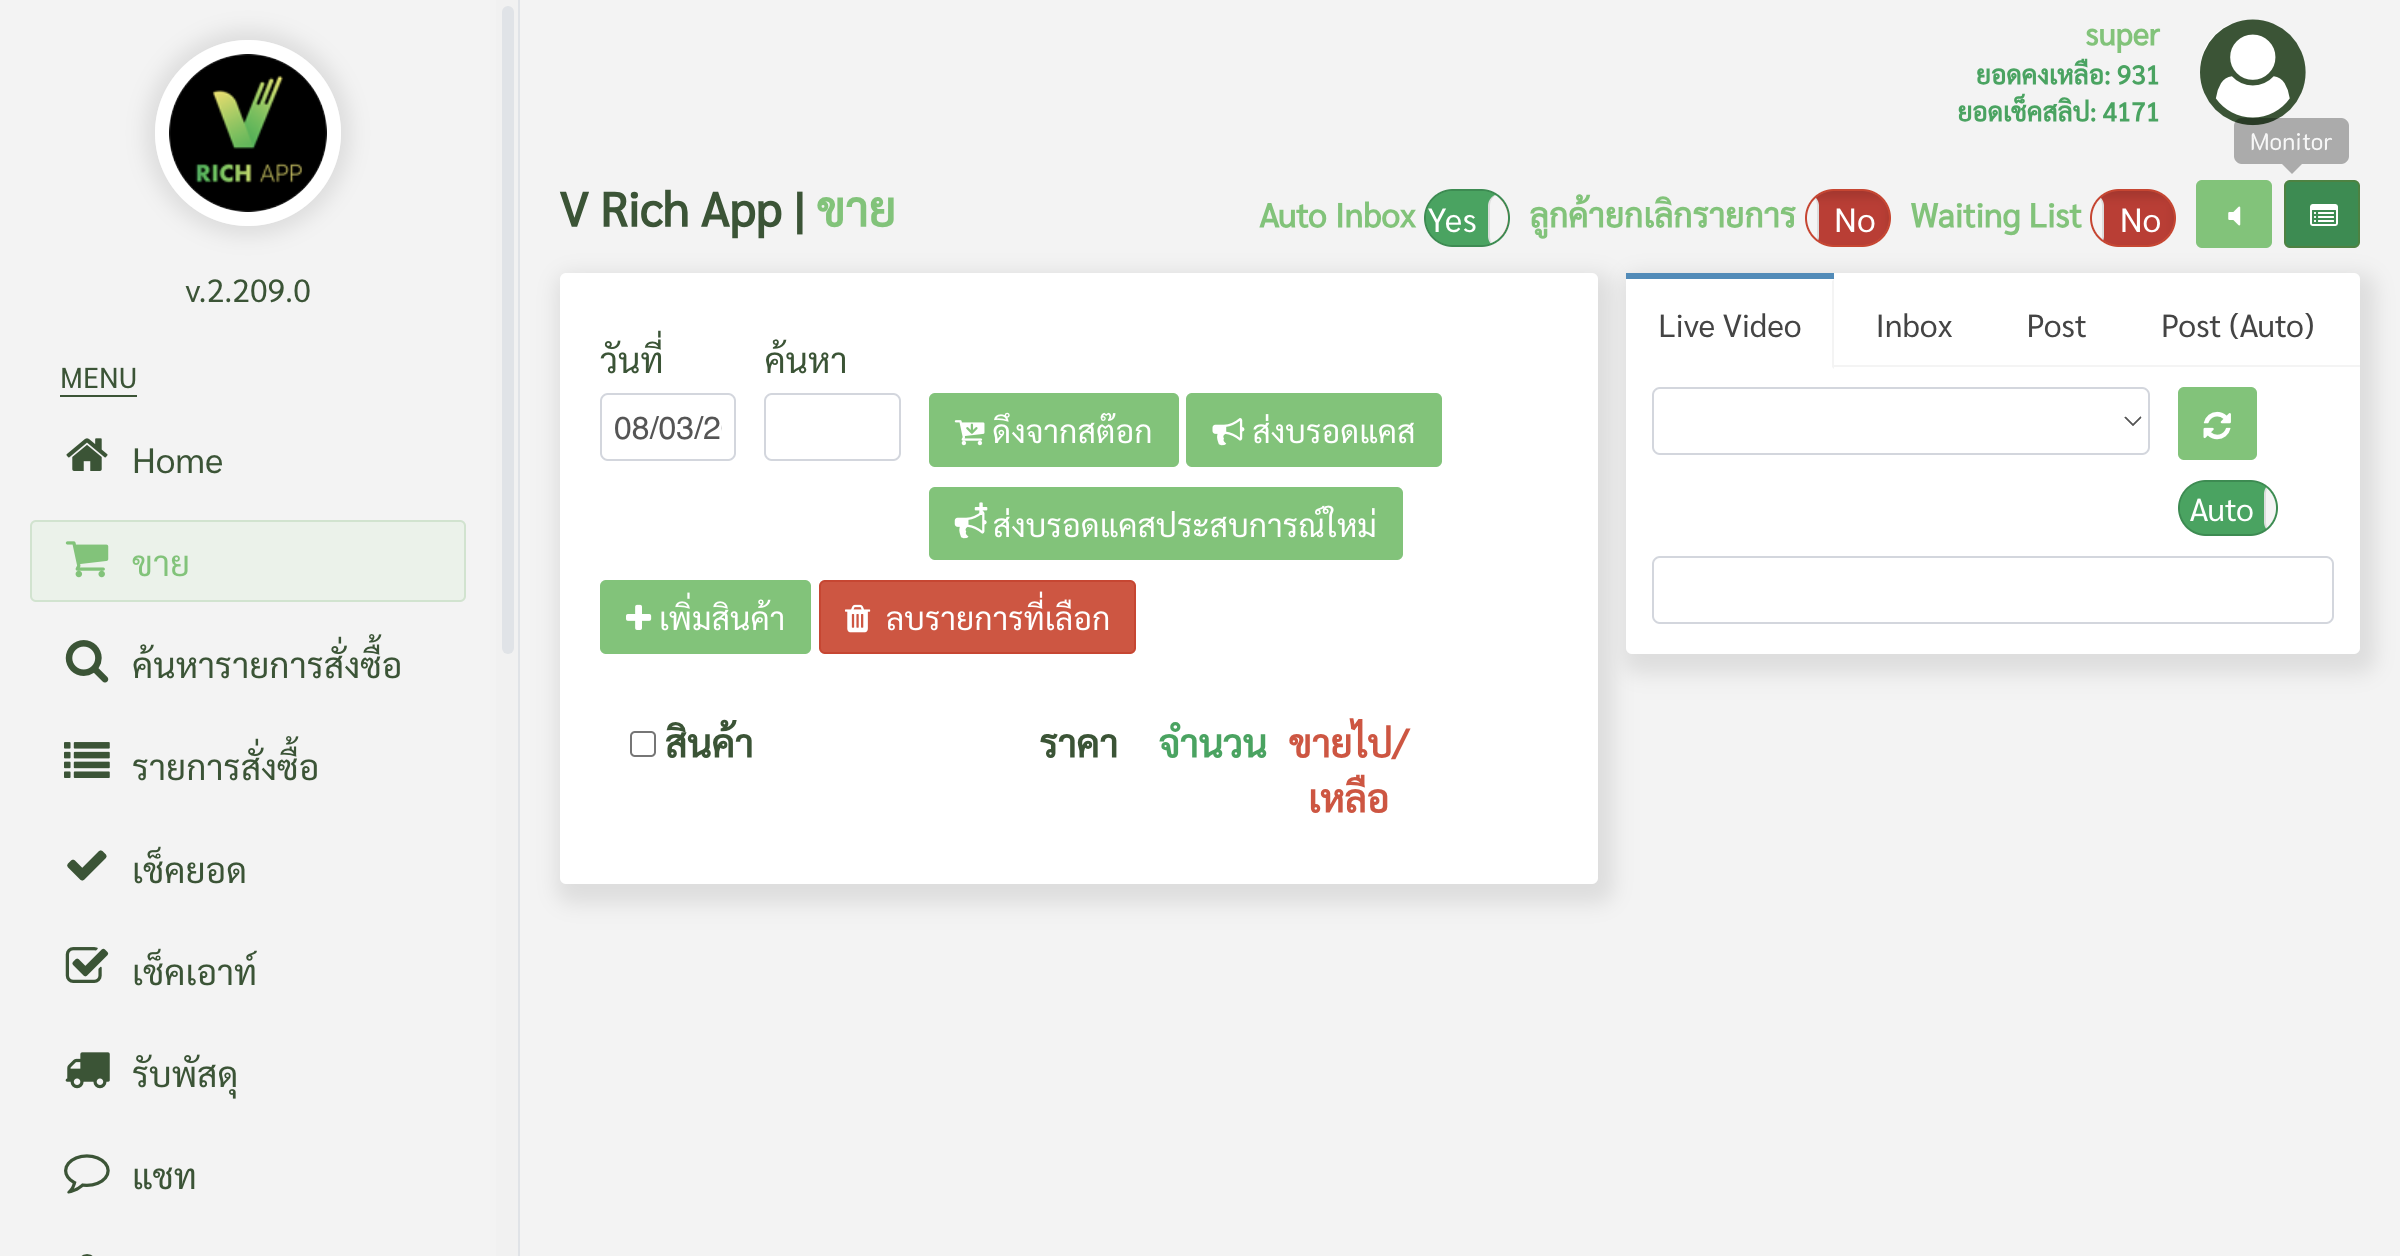 RICH APP
v.2.209.0
MENU
Home
ขาย
ค้นหารายการสั่งซื้อ
รายการสั่งซื้อ
เช็คยอด
เช็คเอาท์
รับพัสดุ
แชท
super
ยอดคงเหลือ: 931
ยอดเช็คสลิป: 4171
Monitor
V Rich App | ขาย
Auto Inbox Yes ลูกค้ายกเลิกรายการ No Waiting List No
วันที่ ค้นหา
08/03/2 ดึงจากสต๊อก ส่งบรอดแคส
ส่งบรอดแคสประสบการณ์ใหม่
เพิ่มสินค้า ลบรายการที่เลือก
สินค้า ราคา จำนวน ขายไป/
เหลือ
Live Video Inbox Post Post (Auto)
Auto